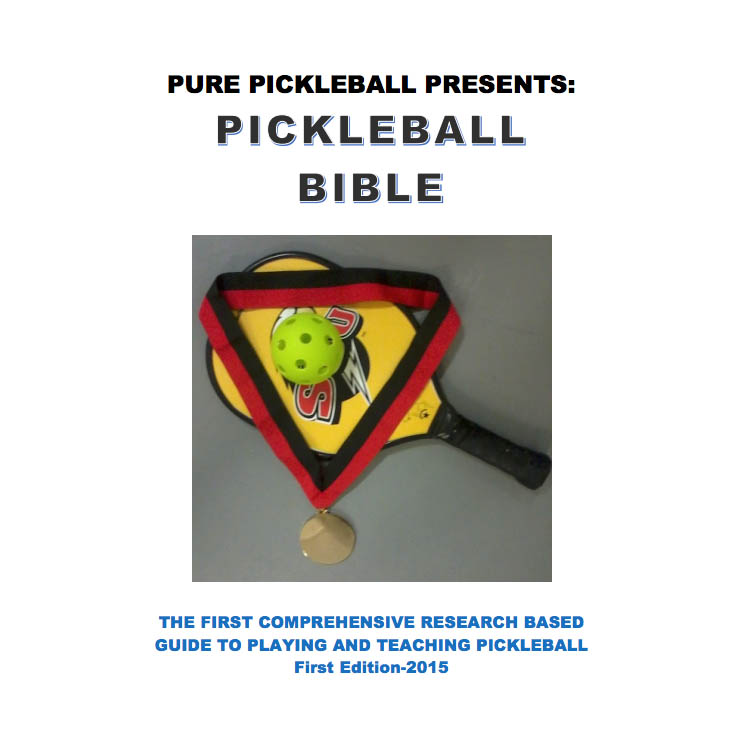 PURE PICKLEBALL PRESENTS:
PICKLEBALL
BIBLE
S U
THE FIRST COMPREHENSIVE RESEARCH BASED
GUIDE TO PLAYING AND TEACHING PICKLEBALL
First Edition-2015